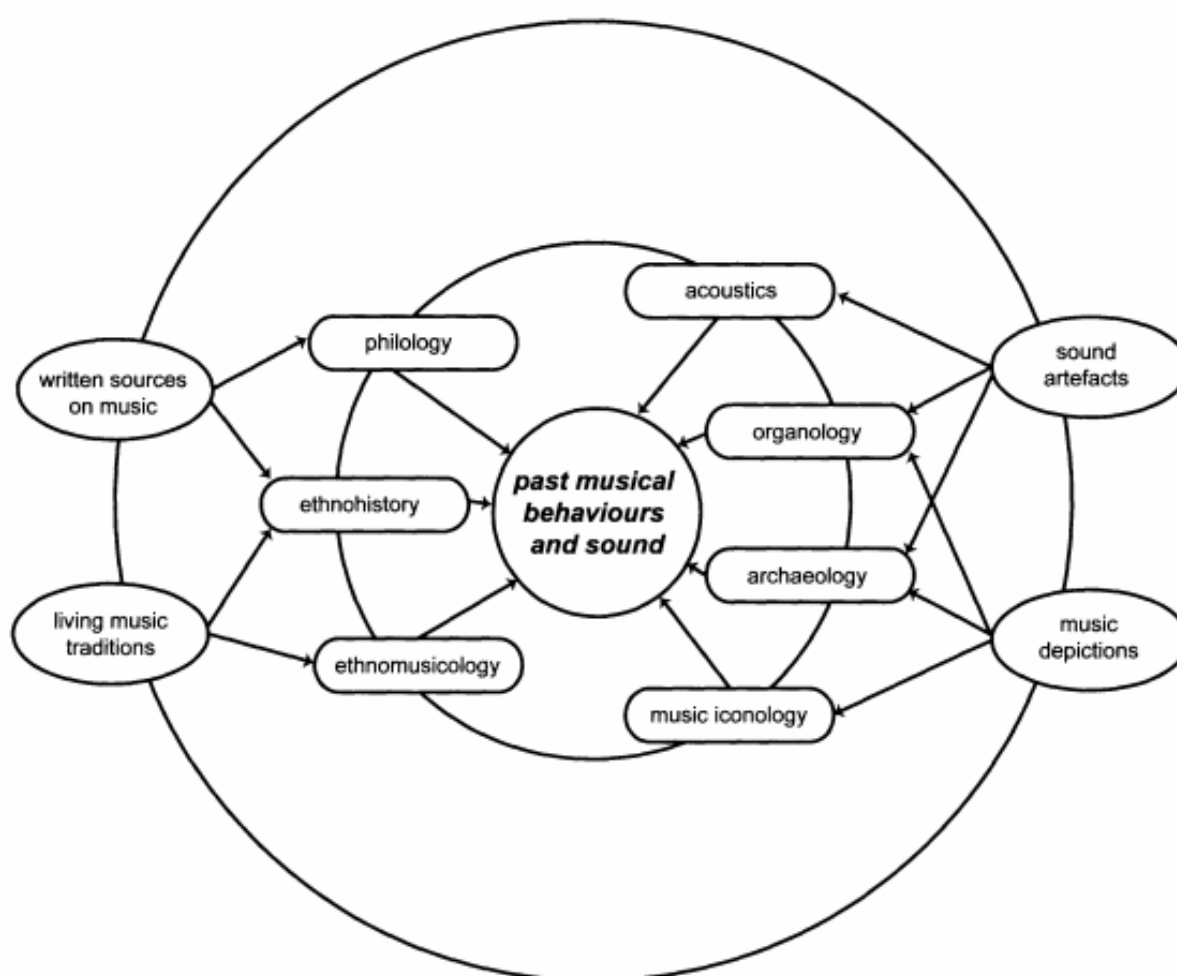 acoustics
philology
sound
artefacts
written sources
on music
organology
past musical
behaviours
and sound
ethnohistory
archaeology
living music
traditions
music
depictions
ethnomusicology
music iconology